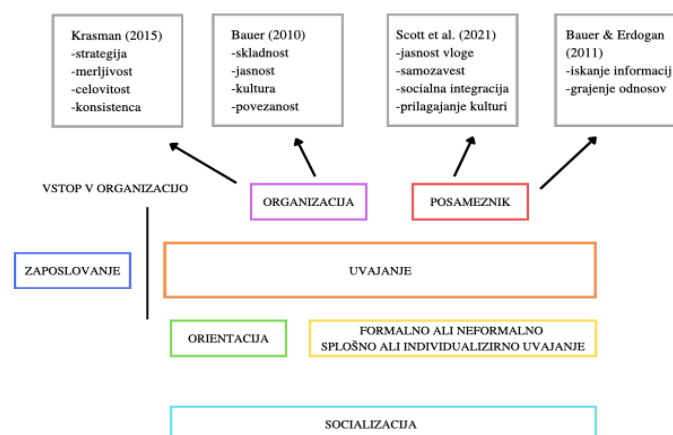 Krasman (2015)
-strategija
-merljivost
-celovitost
-konsistenca
Bauer (2010)
-skladnost
-jasnost
-kultura
-povezanost
Scott et al. (2021)
-jasnost vloge
-samozavest
-socialna integracija
-prilagajanje kulturi
Bauer & Erdogan
(2011)
-iskanje informacij
-grajenje odnosov
VSTOP V ORGANIZACIJO
ORGANIZACIJA
POSAMEZNIK
ZAPOSLOVANJE
UVAJANJE
ORIENTACIJA
FORMALNO ALI NEFORMALNO
SPLOŠNO ALI INDIVIDUALIZIRNO UVAJANJE
SOCIALIZACIJA